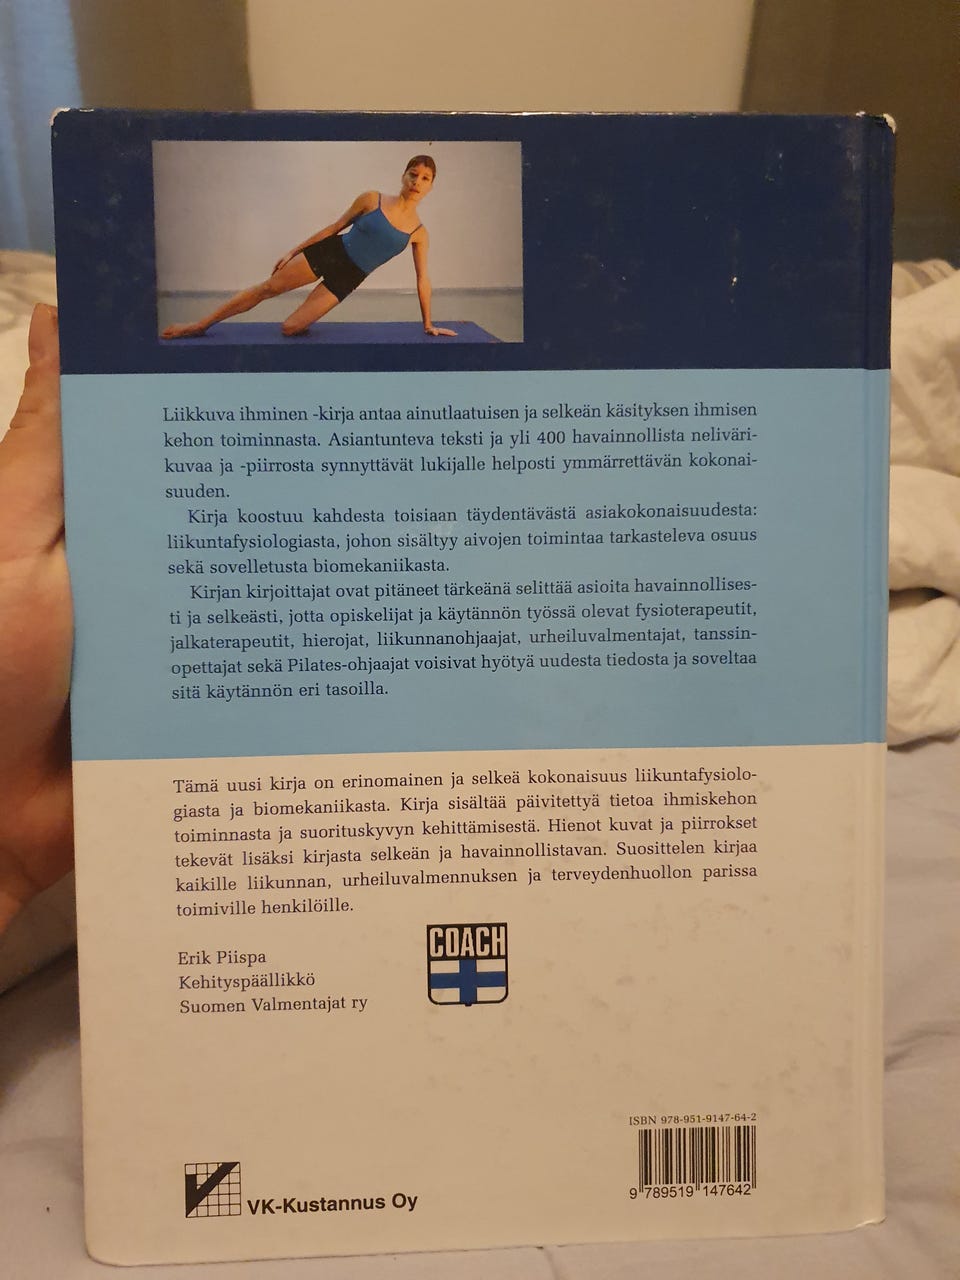 Liikkuva ihminen -kirja antaa ainutlaatuisen ja selkeän käsityksen ihmisen
kehon toiminnasta. Asiantunteva teksti ja yli 400 havainnollista neliväri-
kuvaa ja -piirrosta synnyttävät lukijalle helposti ymmärrettävän kokonai-
suuden.
Kirja koostuu kahdesta toisiaan täydentävästä asiakokonaisuudesta:
liikuntafysiologiasta, johon sisältyy aivojen toimintaa tarkasteleva osuus
sekä sovelletusta biomekaniikasta.
Kirjan kirjoittajat ovat pitäneet tärkeänä selittää asioita havainnollises-
ti ja selkeästi, jotta opiskelijat ja käytännön työssä olevat fysioterapeutit,
jalkaterapeutit, hierojat, liikunnanohjaajat, urheiluvalmentajat, tanssin-
opettajat sekä Pilates-ohjaajat voisivat hyötyä uudesta tiedosta ja soveltaa
sitä käytännön eri tasoilla.
Tämä uusi kirja on erinomainen ja selkeä kokonaisuus liikuntafysiolo-
giasta ja biomekaniikasta. Kirja sisältää päivitettyä tietoa ihmiskehon
toiminnasta ja suorituskyvyn kehittämisestä. Hienot kuvat ja piirrokset
tekevät lisäksi kirjasta selkeän ja havainnollistavan. Suosittelen kirjaa
kaikille liikunnan, urheiluvalmennuksen ja terveydenhuollon parissa
toimiville henkilöille.
Erik Piispa
Kehityspäällikkö
Suomen Valmentajat ry
COACH
ISBN 978-951-9147-64-2
9 789519 147642
VK-Kustannus Oy